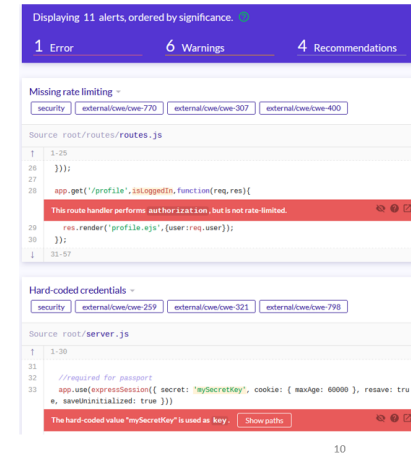 Displaying 11 alerts, ordered by significance.
1 Error 6 Warnings 4 Recommendations
Missing rate limiting
security external/cwe/cwe-770 external/cwe/cwe-307 external/cwe/cwe-400
Source root/routes/routes.js
↑ 1-25
26 }));
27
28 app.get('/profile',isLoggedIn,function(req,res){
This route handler performs authorization, but is not rate-limited.
29 res.render('profile.ejs',{user:req.user});
30 });
↓ 31-57
Hard-coded credentials
security external/cwe/cwe-259 external/cwe/cwe-321 external/cwe/cwe-798
Source root/server.js
↑ 1-30
31
32 //required for passport
33 app.use(expressSession({ secret: 'mySecretKey', cookie: { maxAge: 60000 }, resave: tru
e, saveUninitialized: true }))
The hard-coded value "mySecretKey" is used as key. Show paths
10